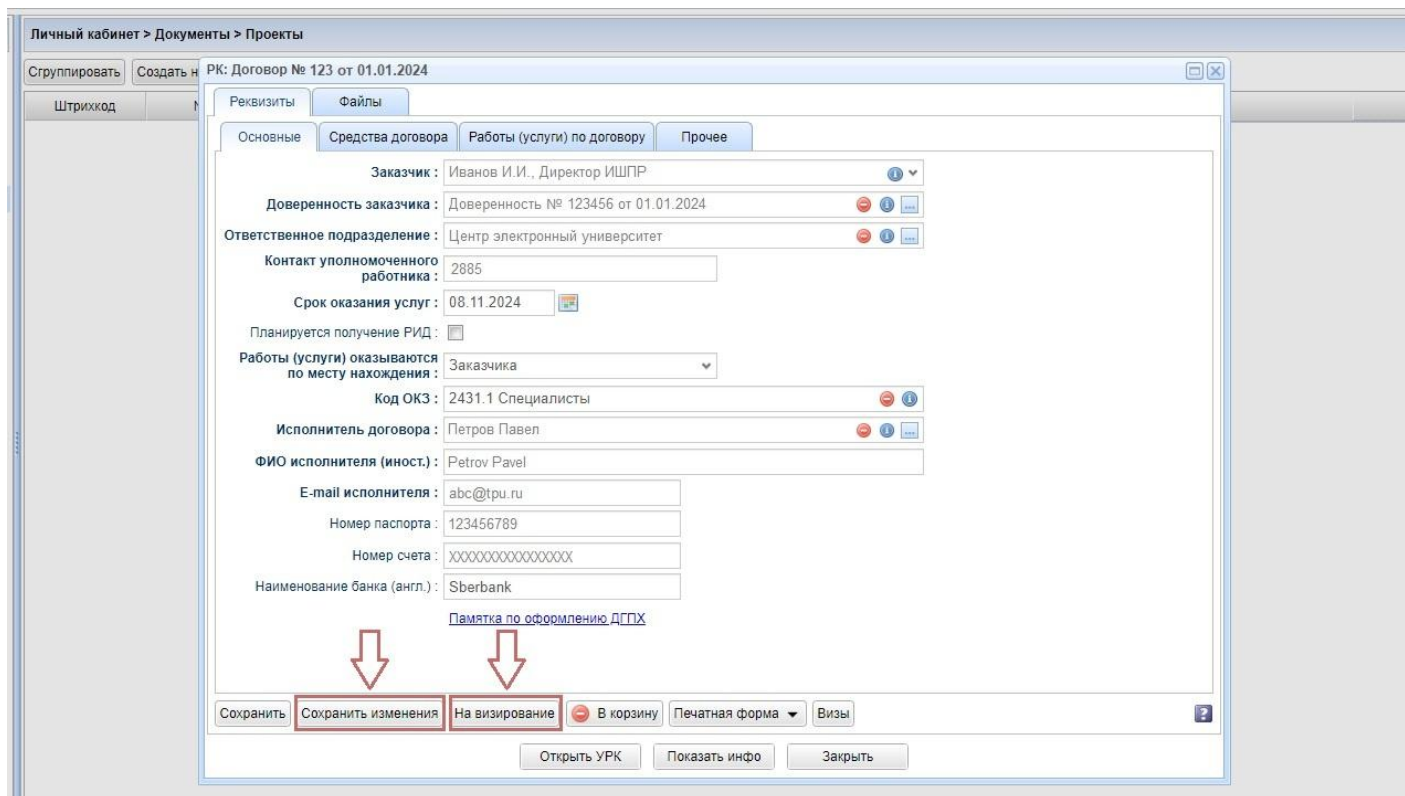 Личный кабинет > Документы > Проекты
Сгруппировать Создать н
РК: Договор № 123 от 01.01.2024
Штрихкод
Реквизиты Файлы
Основные Средства договора Работы (услуги) по договору Прочее
Заказчик : Иванов И.И., Директор ИШПР
Доверенность заказчика : Доверенность № 123456 от 01.01.2024
Ответственное подразделение : Центр электронный университет
Контакт уполномоченного
работника : 2885
Срок оказания услуг : 08.11.2024
Планируется получение РИД :
Работы (услуги) оказываются
по месту нахождения : Заказчика
Код ОКЗ : 2431.1 Специалисты
Исполнитель договора : Петров Павел
ФИО исполнителя (иност.) : Petrov Pavel
E-mail исполнителя : abc@tpu.ru
Номер паспорта : 123456789
Номер счета : XXXXXXXXXXXXXXXX
Наименование банка (англ.) : Sberbank
Памятка по оформлению ДГПХ
Сохранить Сохранить изменения На визирование В корзину Печатная форма Визы ?
Открыть УРК Показать инфо Закрыть